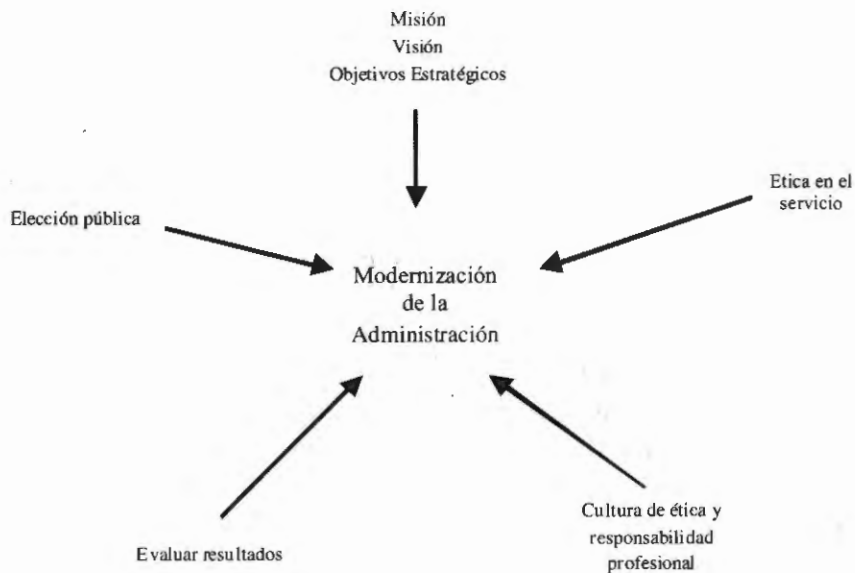 Misión
Visión
Objetivos Estratégicos
Etica en el
servicio
Elección pública
Modernización
de la
Administración
Cultura de ética y
responsabilidad
profesional
Evaluar resultados